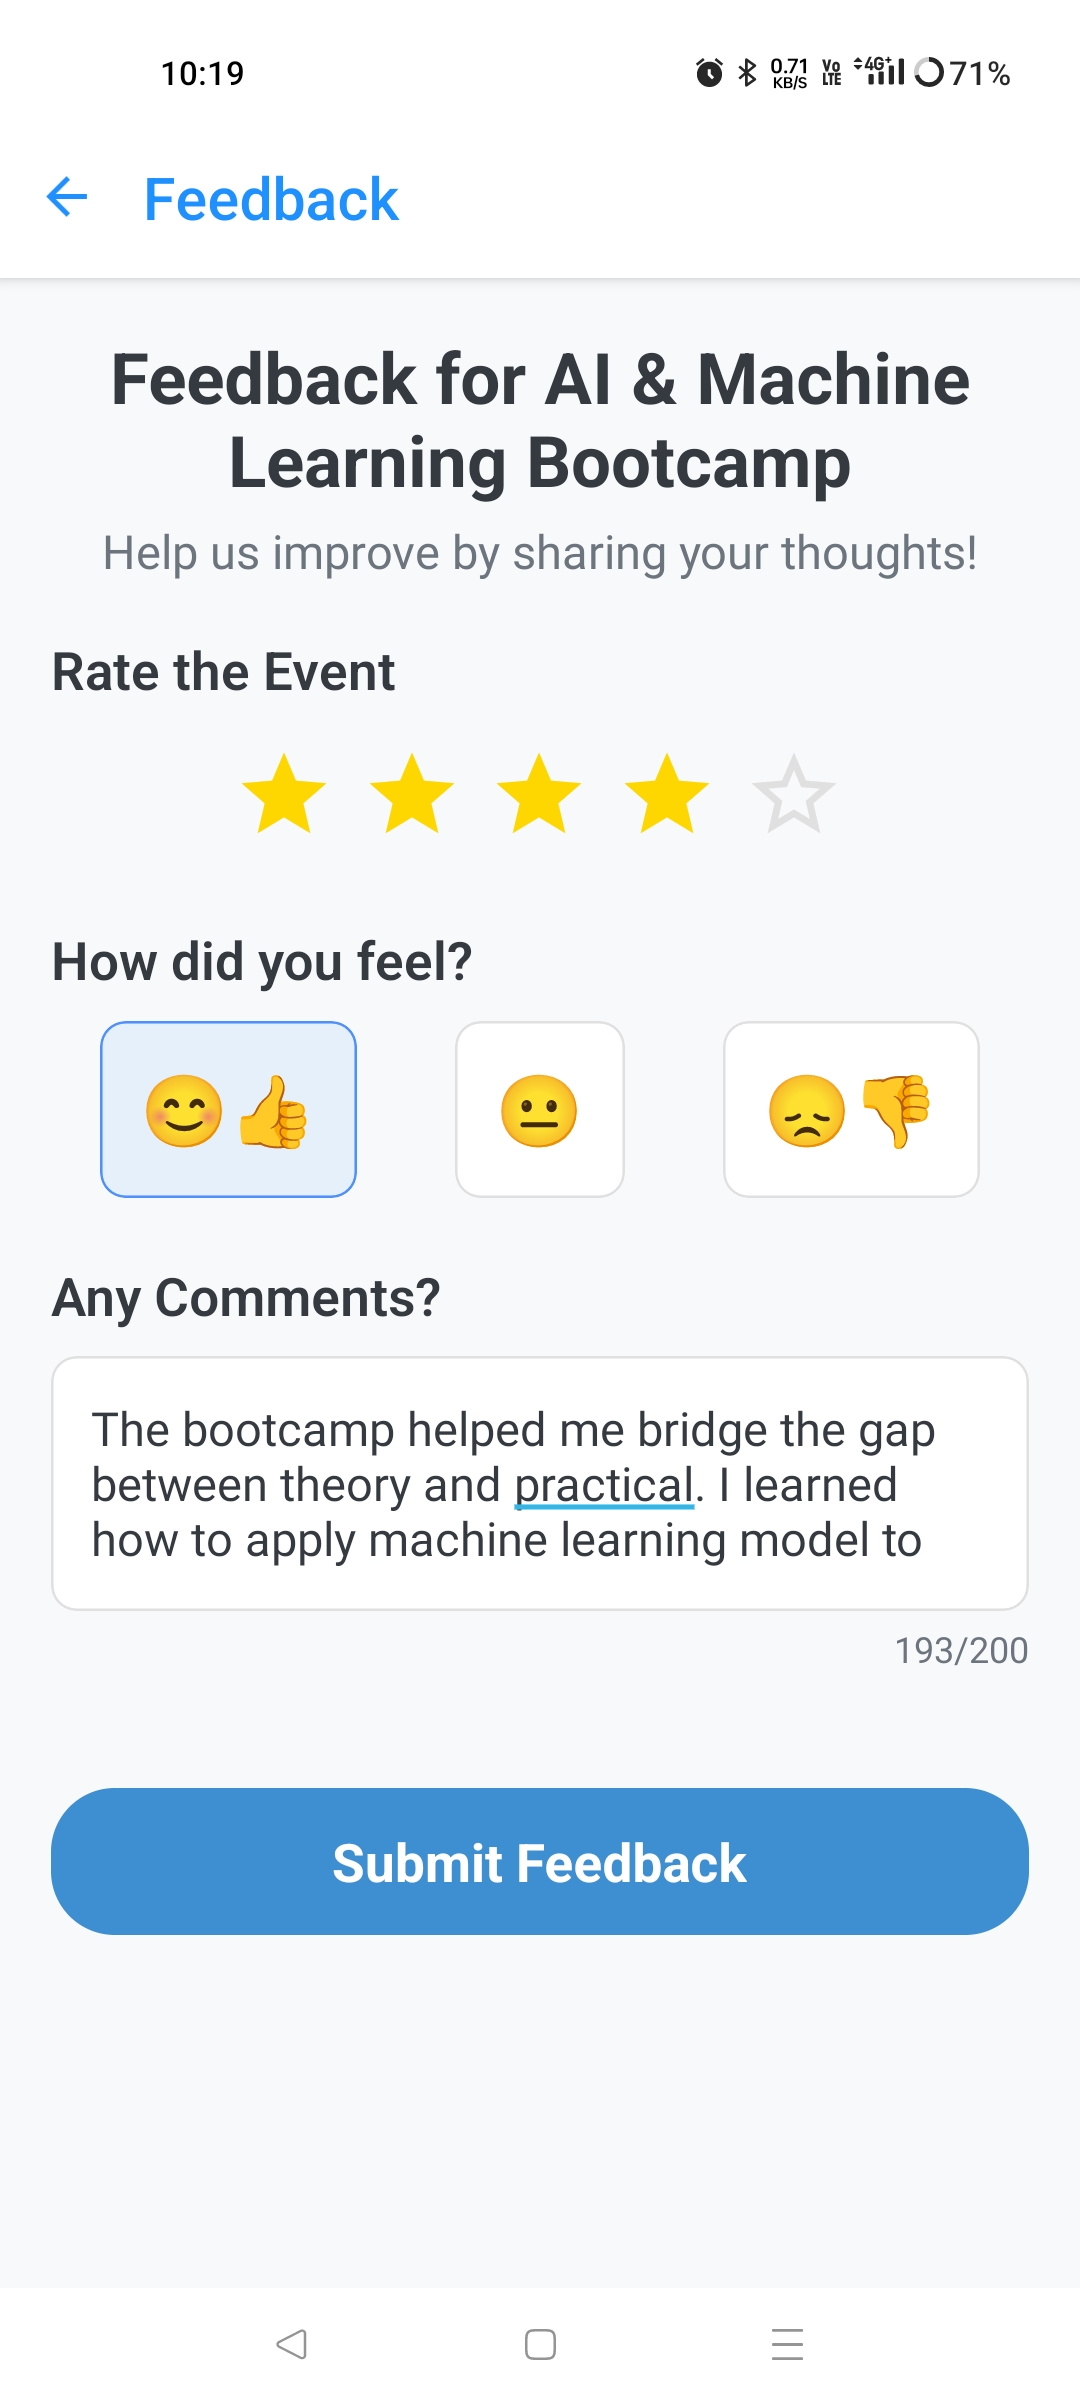 10:19
0.71 KB/S Vo LTE 4G+ 71%
Feedback
Feedback for AI & Machine
Learning Bootcamp
Help us improve by sharing your thoughts!
Rate the Event
How did you feel?
Any Comments?
The bootcamp helped me bridge the gap
between theory and practical. I learned
how to apply machine learning model to
193/200
Submit Feedback